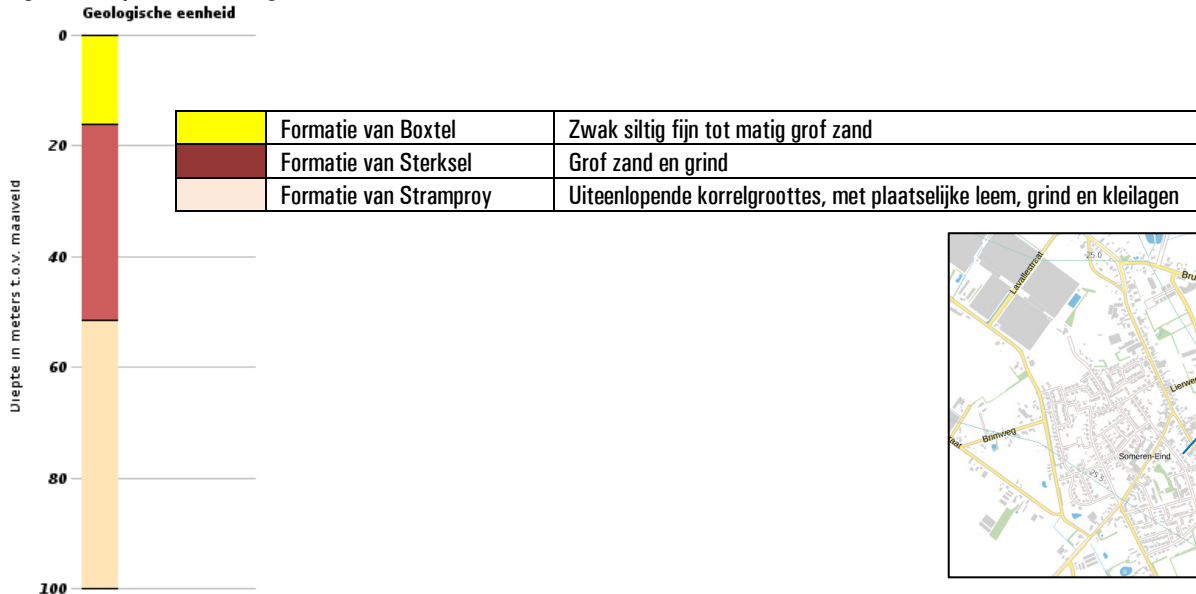 Geologische eenheid
0
20
40
60
80
100
Diepte in meters t.o.v. maaiveld
Formatie van Boxtel Zwak siltig fijn tot matig grof zand
Formatie van Sterksel Grof zand en grind
Formatie van Stramproy Uiteenlopende korrelgroottes, met plaatselijke leem, grind en kleilagen
Lavallestraat
25.0
Bru
Lierwe
Brimweg
raat
Someren-Eind
25.5